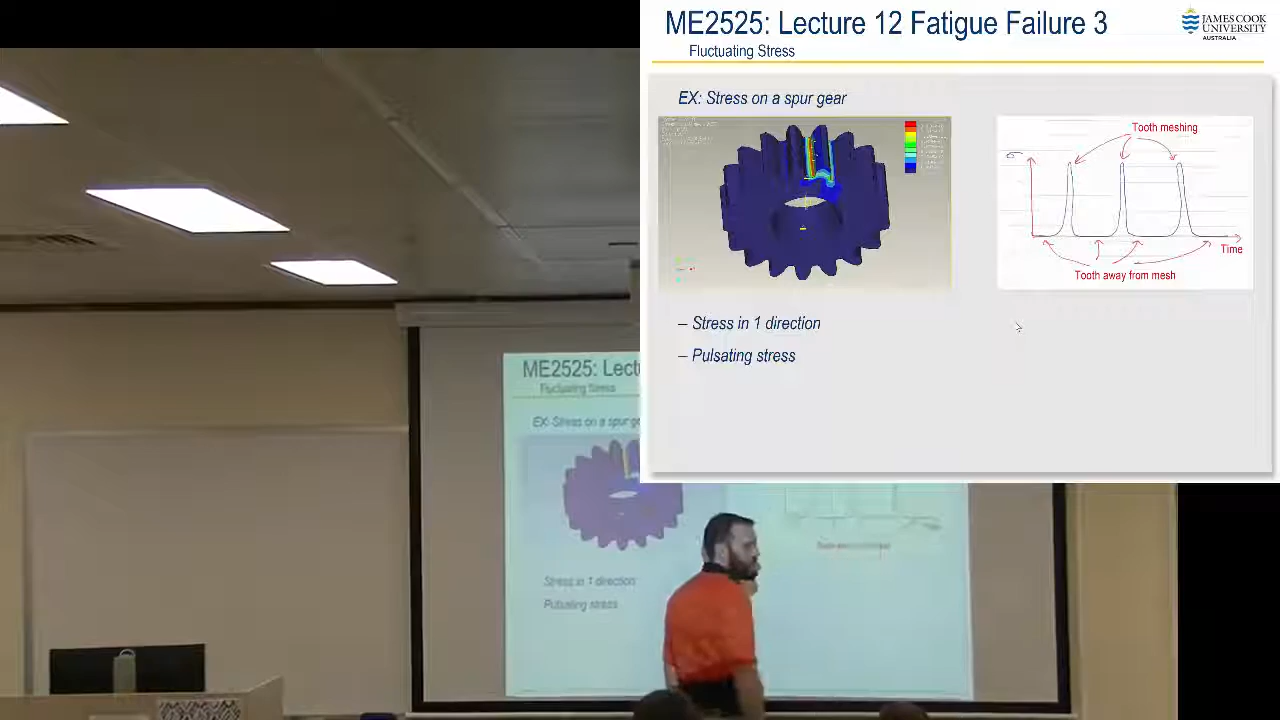 ME2525: Lecture 12 Fatigue Failure 3
Fluctuating Stress
JAMES COOK
UNIVERSITY
AUSTRALIA
EX: Stress on a spur gear
Tooth meshing
σ
Time
Tooth away from mesh
– Stress in 1 direction
– Pulsating stress
ME2525: Lect
Fluctuating Stress
EX: Stress on a spur g
Stress in 1 direction
Pulsating stress